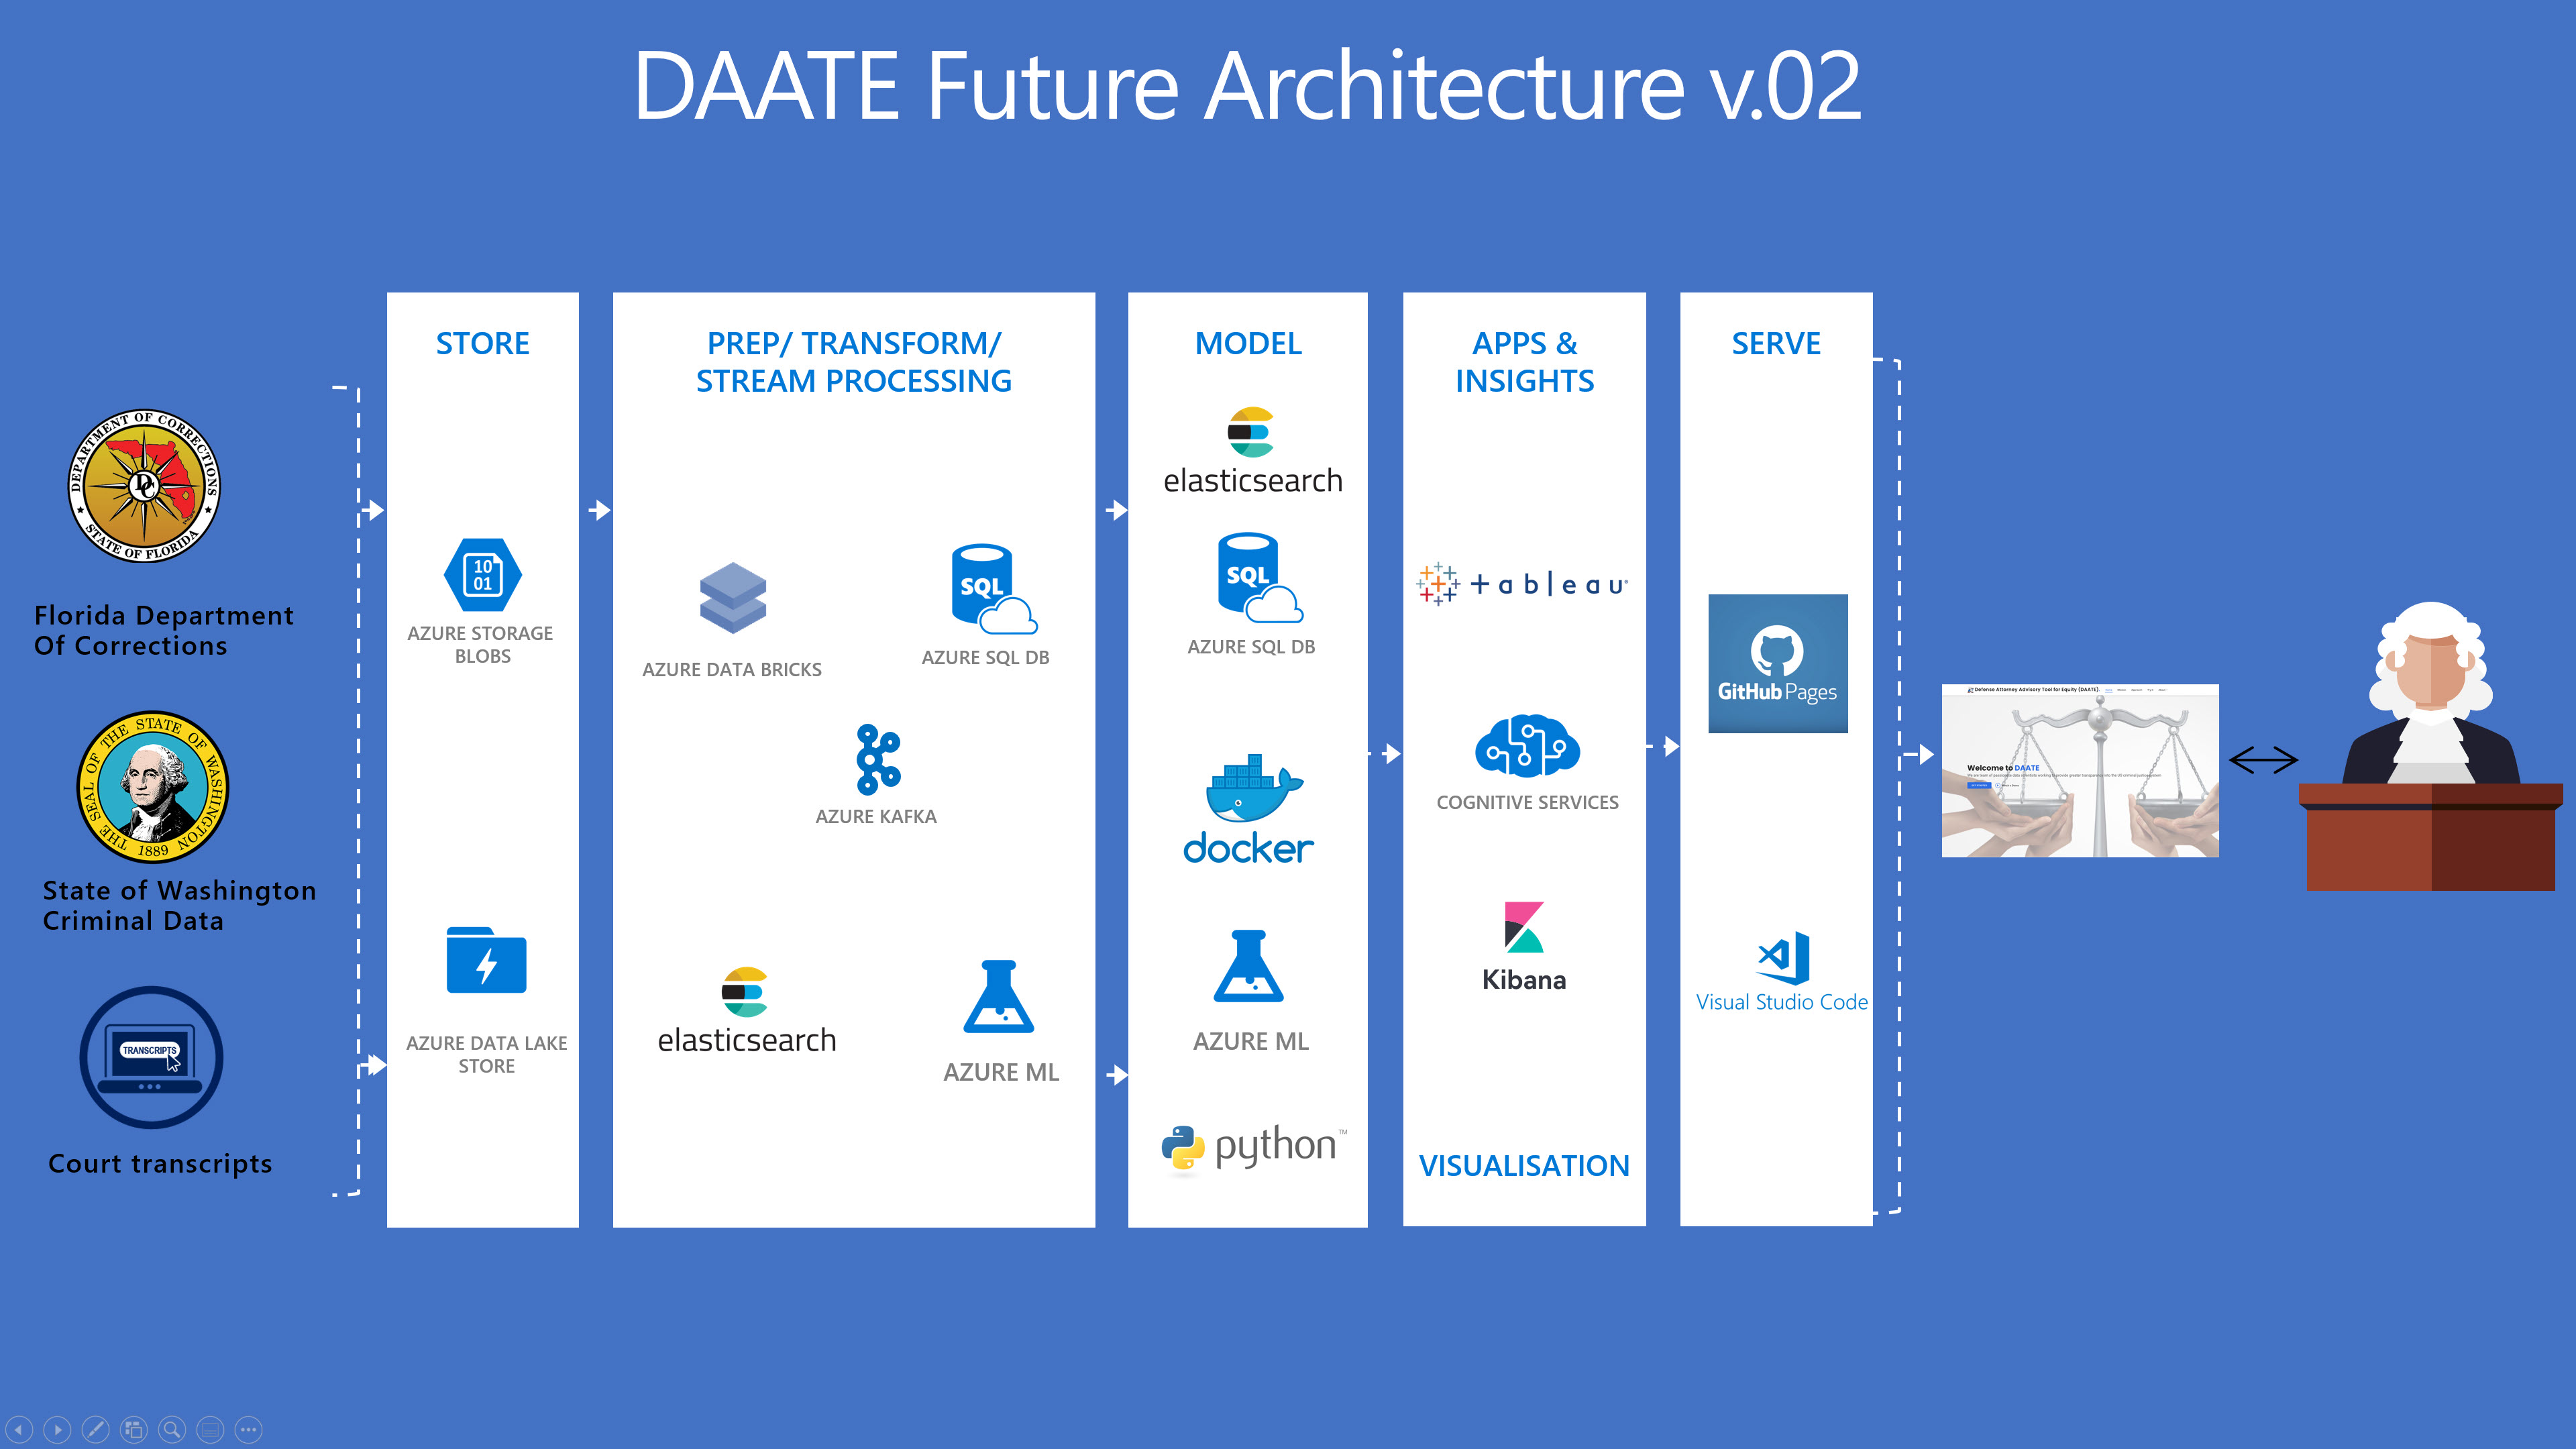 DAATE Future Architecture v.02
DEPARTMENT OF CORRECTIONS
DC
STATE OF FLORIDA
Florida Department
Of Corrections
THE SEAL OF THE STATE OF WASHINGTON
1889
State of Washington
Criminal Data
TRANSCRIPTS
Court transcripts
STORE
10
01
AZURE STORAGE
BLOBS
AZURE DATA LAKE
STORE
PREP/ TRANSFORM/
STREAM PROCESSING
AZURE DATA BRICKS
SQL
AZURE SQL DB
AZURE KAFKA
elasticsearch
AZURE ML
MODEL
elasticsearch
SQL
AZURE SQL DB
docker
AZURE ML
python™
APPS &
INSIGHTS
+ableau®
COGNITIVE SERVICES
Kibana
VISUALISATION
SERVE
GitHub Pages
Visual Studio Code
Defense Attorney Advisory Tool for Equity (DAATE)
Welcome to DAATE